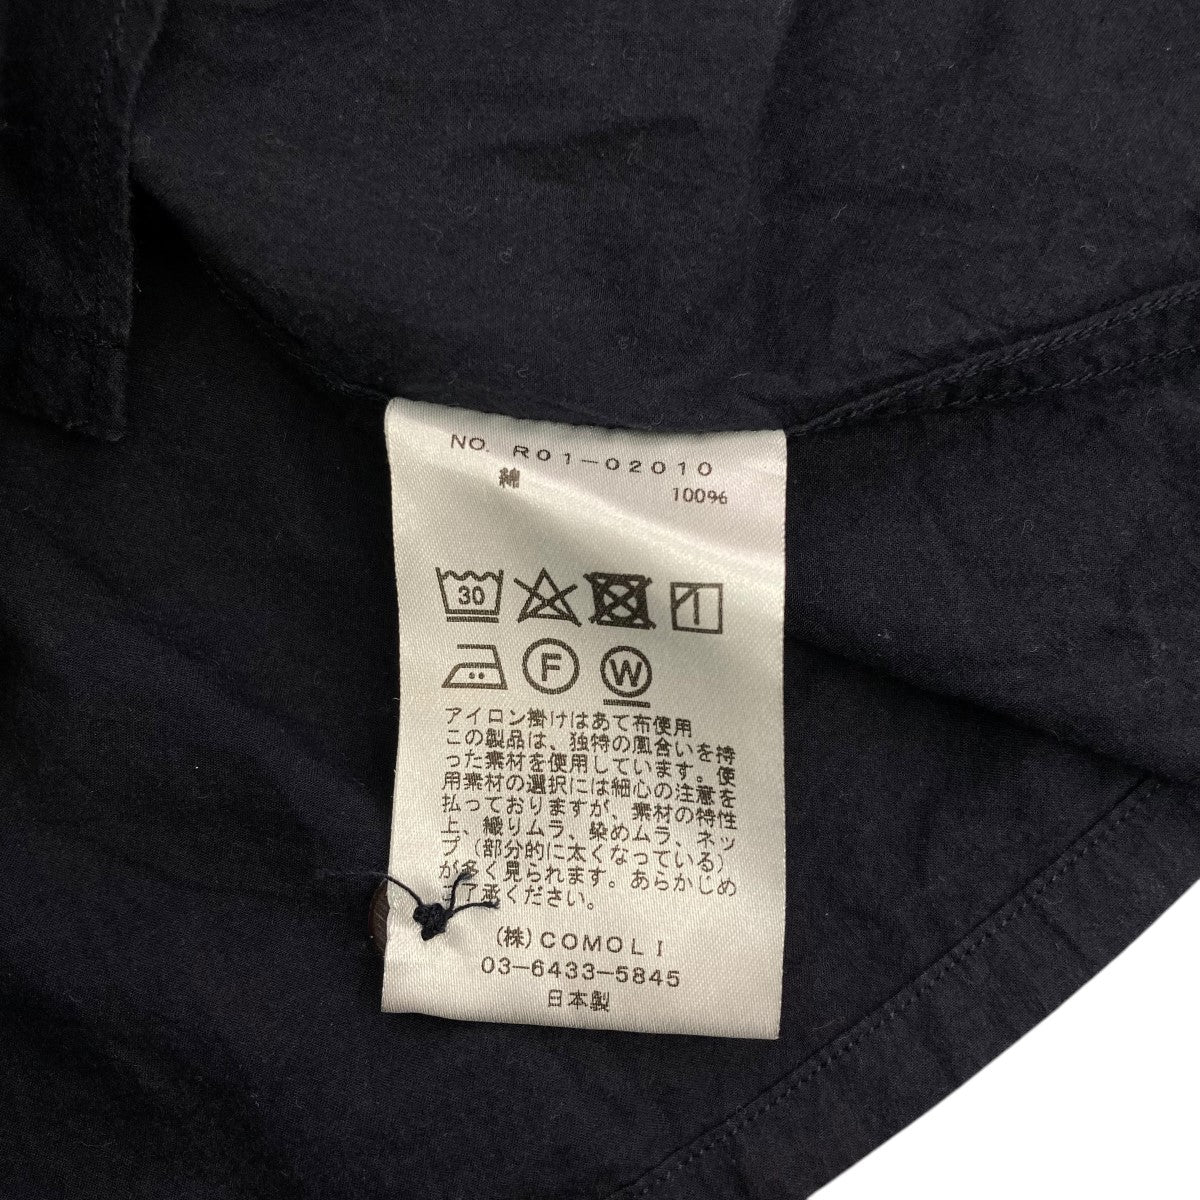 NO. R01-02010
綿 100%
30
F W
アイロン掛けはあて布使用
この製品は、独特の風合いを持
った素材を使用しています。使
用素材の選択には細心の注意を
払っておりますが、素材の特性
上、織りムラ、染めムラ、ネッ
プ(部分的に太くなっている)
が多く見られます。あらかじめ
ご了承ください。
(株)COMOLI
03-6433-5845
日本製